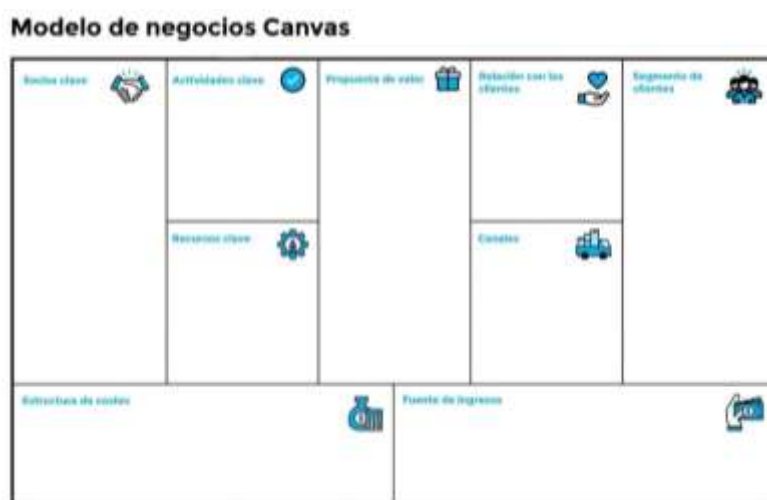 Modelo de negocios Canvas
Socios clave
Actividades clave
Propuesta de valor
Relación con los
clientes
Segmento de
clientes
Recursos clave
Canales
Estructura de costes
Fuente de ingresos